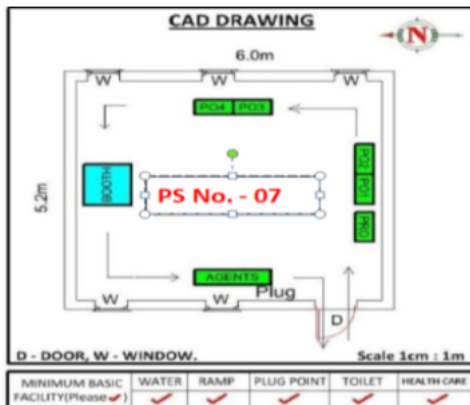 CAD DRAWING
N
6.0m
W W W
PO4 PO3
5.2m
BOOTH
PS No. - 07
PO2
PO1
PRO
AGENTS
Plug
W W
D
D - DOOR, W - WINDOW. Scale 1cm : 1m
MINIMUM BASIC FACILITY(Please✓) WATER RAMP PLUG POINT TOILET HEALTH CARE
✓ ✓ ✓ ✓ ✓